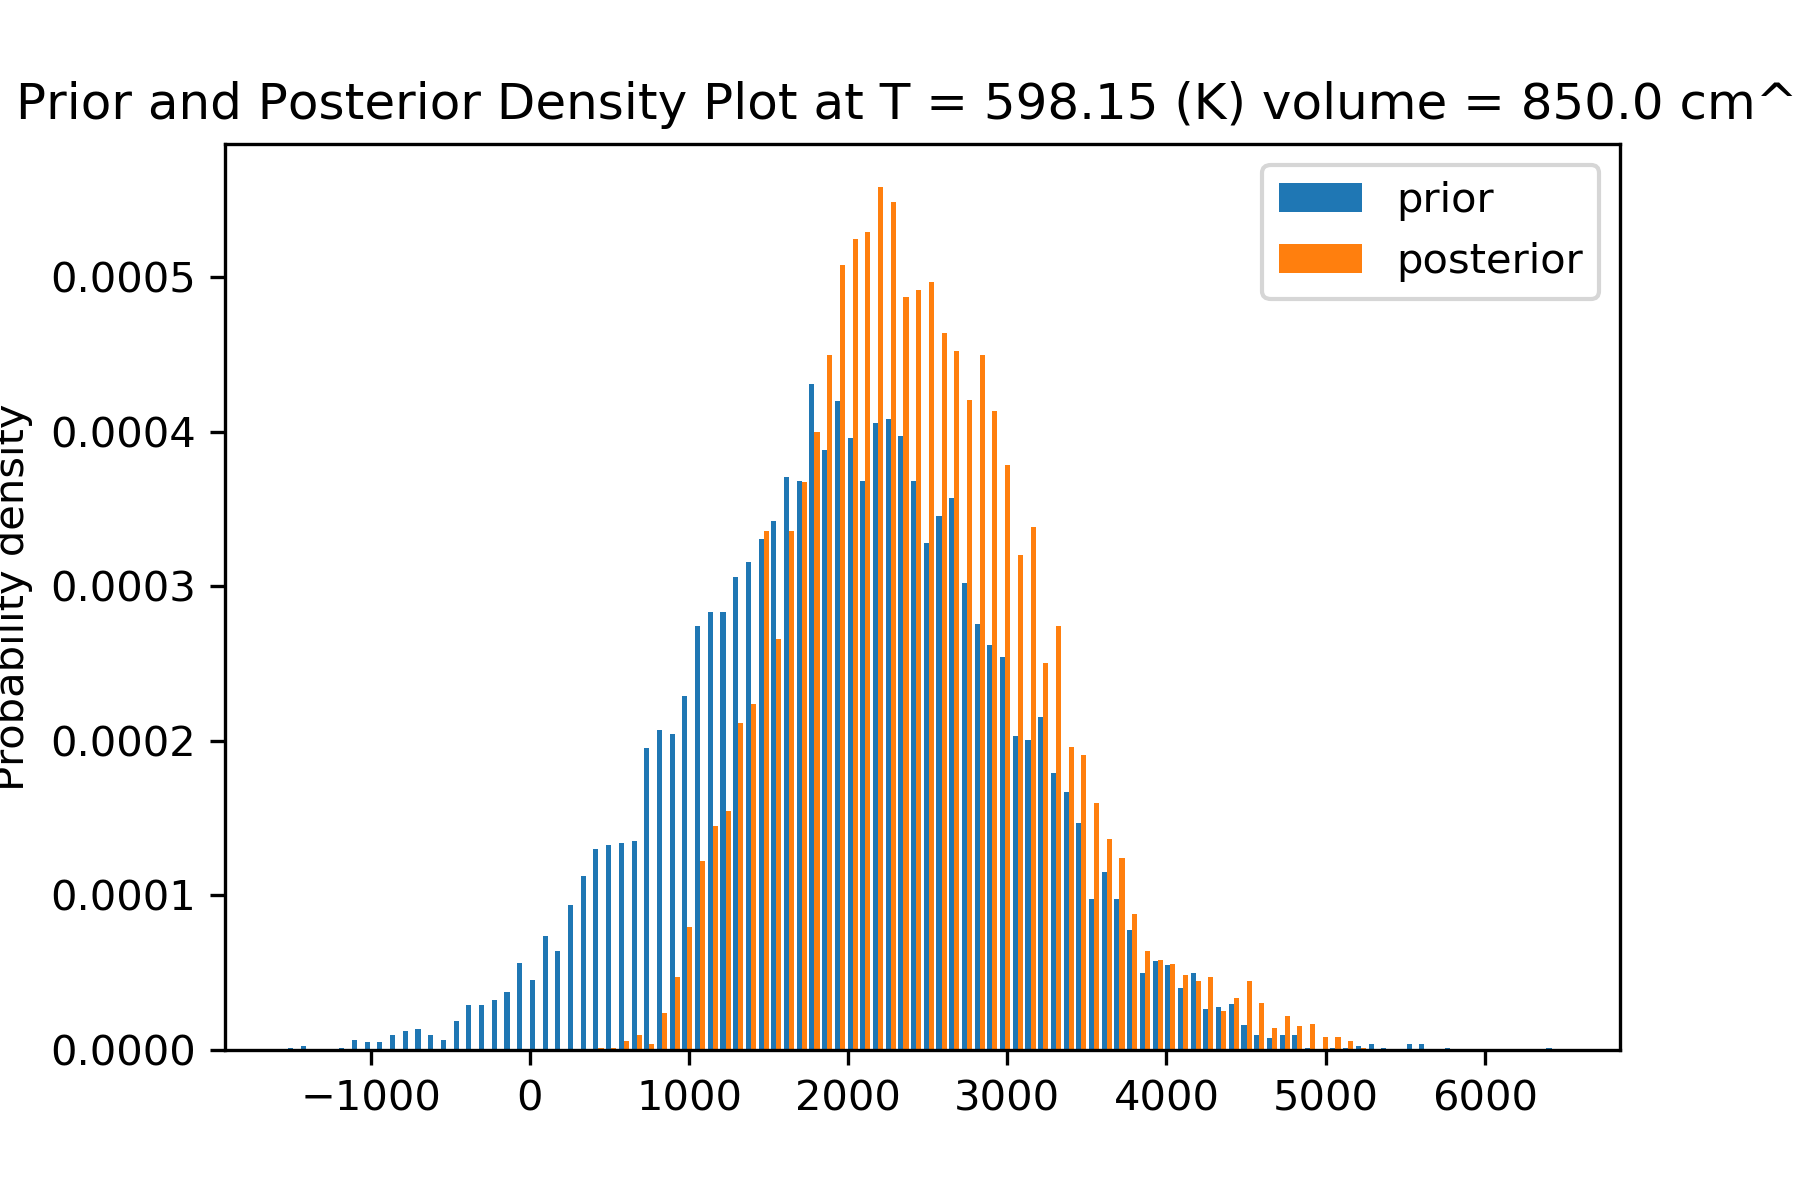 Prior and Posterior Density Plot at T = 598.15 (K) volume = 850.0 cm^
prior
posterior
Probability density
0.0005
0.0004
0.0003
0.0002
0.0001
0.0000
−1000 0 1000 2000 3000 4000 5000 6000